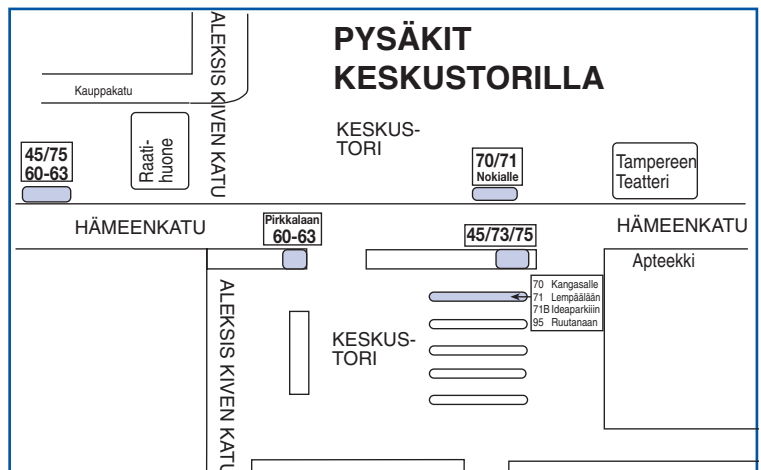 PYSÄKIT
KESKUSTORILLA
ALEKSIS KIVEN KATU
Kauppakatu
KESKUS-
TORI
Raati-
huone
45/75
60-63
70/71
Nokialle
Tampereen
Teatteri
HÄMEENKATU
Pirkkalaan
60-63
45/73/75
HÄMEENKATU
Apteekki
70 Kangasalle
71 Lempäälään
71B Ideaparkiiin
95 Ruutanaan
ALEKSIS KIVEN KATU
KESKUS-
TORI